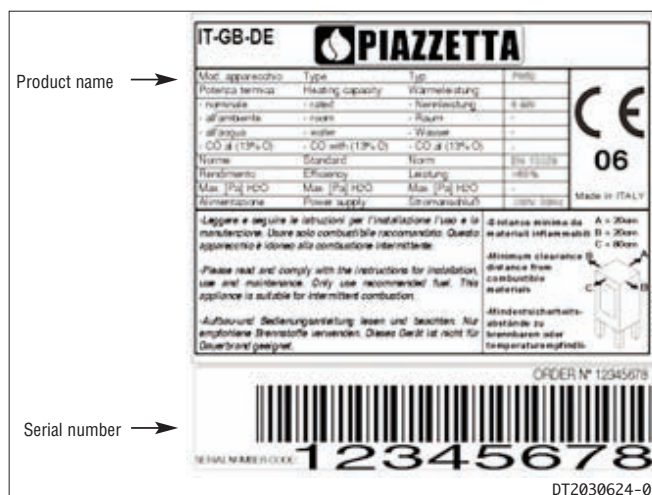 IT-GB-DE
PIAZZETTA
Product name
Mod. apparecchio Type Typ
Potenza termica Heating capacity Wärmeleistung
- nominale - rated - Nennleistung
- all'ambiente - room - Raum -
- all'acqua - water - Wasser -
- CO al (13% O) - CO with (13% O) - CO al (13% O) -
Norme Standard Norm
Rendimento Efficiency Leistung
Max. [Pa] H2O Max. [Pa] H2O Max. [Pa] H2O -
Alimentazione Power supply Stromanschluß
CE
06
Made in ITALY
-Leggere e seguire le istruzioni per l'installazione l'uso e la
manutenzione. Usare solo combustibile raccomandato. Questo
apparecchio è idoneo alla combustione intermittente.
-Please read and comply with the instructions for installation,
use and maintenance. Only use recommended fuel. This
appliance is suitable for intermittent combustion.
-Aufbau-und Bedienungsanleitung lesen und beachten. Nur
empfohlene Brennstoffe verwenden. Dieses Gerät ist nicht für
Dauerbrand geeignet.
-Distanza minima da
materiali infiammabili
A = 20cm
B = 20cm
C = 80cm
-Minimum clearance
distance from
combustible
materials
-Mindestsicherheits-
abstände zu
brennbaren oder
temperaturempfindli-
B
A
C
B
ORDER N° 12345678
Serial number
SERIAL NUMBER CODE: 12345678
DT2030624-0